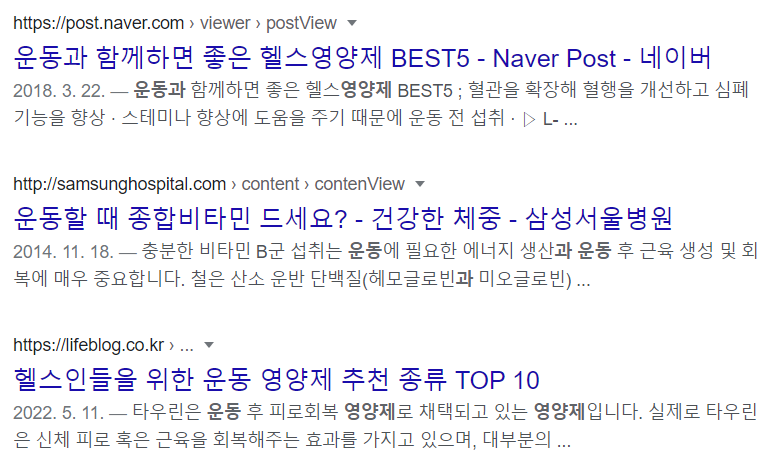 https://post.naver.com › viewer › postView
운동과 함께하면 좋은 헬스영양제 BEST5 - Naver Post - 네이버
2018. 3. 22. — 운동과 함께하면 좋은 헬스영양제 BEST5 ; 혈관을 확장해 혈행을 개선하고 심폐
기능을 향상 · 스테미나 향상에 도움을 주기 때문에 운동 전 섭취 · ▷ L- ...
http://samsunghospital.com › content › contenView
운동할 때 종합비타민 드세요? - 건강한 체중 - 삼성서울병원
2014. 11. 18. — 충분한 비타민 B군 섭취는 운동에 필요한 에너지 생산과 운동 후 근육 생성 및 회
복에 매우 중요합니다. 철은 산소 운반 단백질(헤모글로빈과 미오글로빈) ...
https://lifeblog.co.kr › ...
헬스인들을 위한 운동 영양제 추천 종류 TOP 10
2022. 5. 11. — 타우린은 운동 후 피로회복 영양제로 채택되고 있는 영양제입니다. 실제로 타우린
은 신체 피로 혹은 근육을 회복해주는 효과를 가지고 있으며, 대부분의 ...